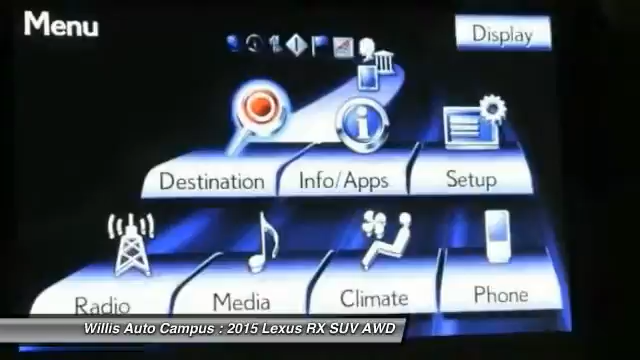 Menu
Display
Destination
Info/Apps
Setup
Radio
Media
Climate
Phone
Willis Auto Campus : 2015 Lexus RX SUV AWD